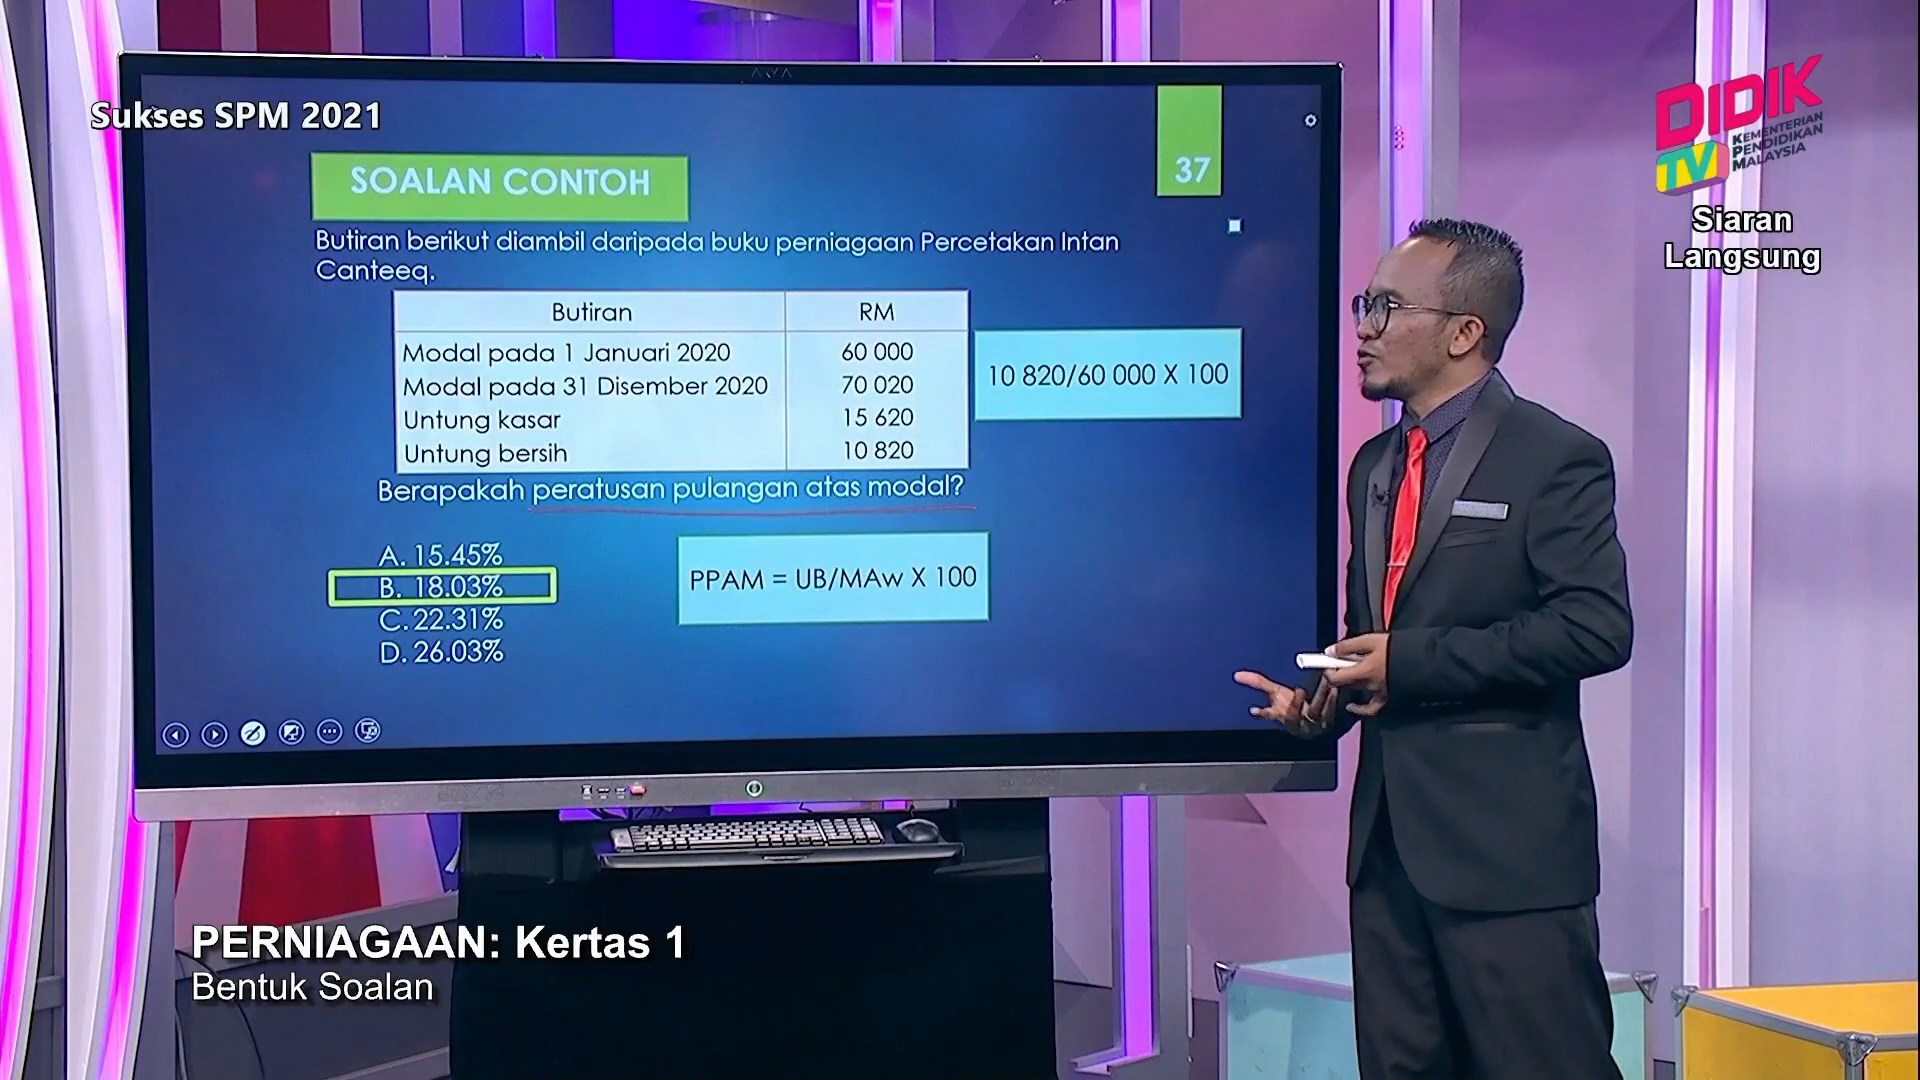 Sukses SPM 2021
DIDIK
TV
KEMENTERIAN
PENDIDIKAN
MALAYSIA
Siaran
Langsung
37
SOALAN CONTOH
Butiran berikut diambil daripada buku perniagaan Percetakan Intan
Canteeq.
Butiran RM
Modal pada 1 Januari 2020 60 000
Modal pada 31 Disember 2020 70 020
Untung kasar 15 620
Untung bersih 10 820
10 820/60 000 X 100
Berapakah peratusan pulangan atas modal?
A. 15.45%
B. 18.03%
C. 22.31%
D. 26.03%
PPAM = UB/MAw X 100
PERNIAGAAN: Kertas 1
Bentuk Soalan